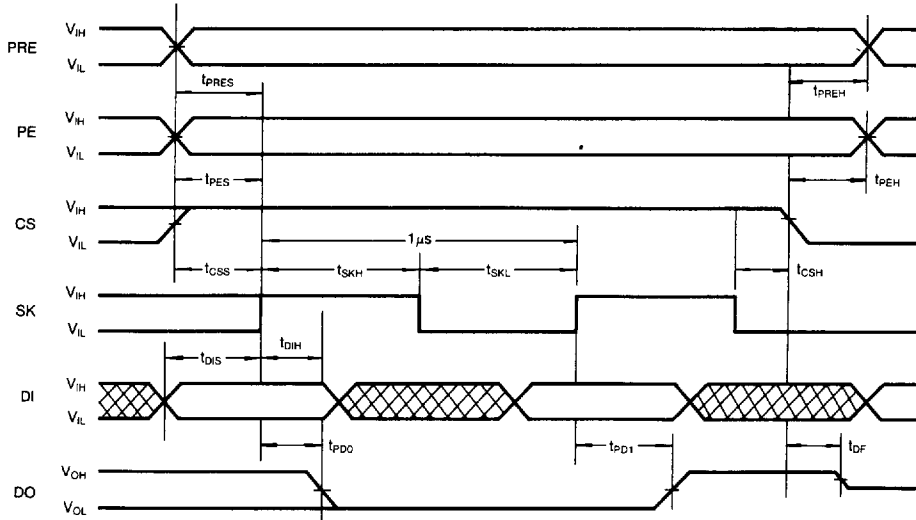 PRE
V_IH
V_IL
t_PRES
t_PREH
PE
V_IH
V_IL
t_PES
t_PEH
CS
V_IH
V_IL
1 μs
t_CSS
t_SKH
t_SKL
t_CSH
SK
V_IH
V_IL
t_DIS
t_DIH
DI
V_IH
V_IL
t_PD0
t_PD1
t_DF
DO
V_OH
V_OL